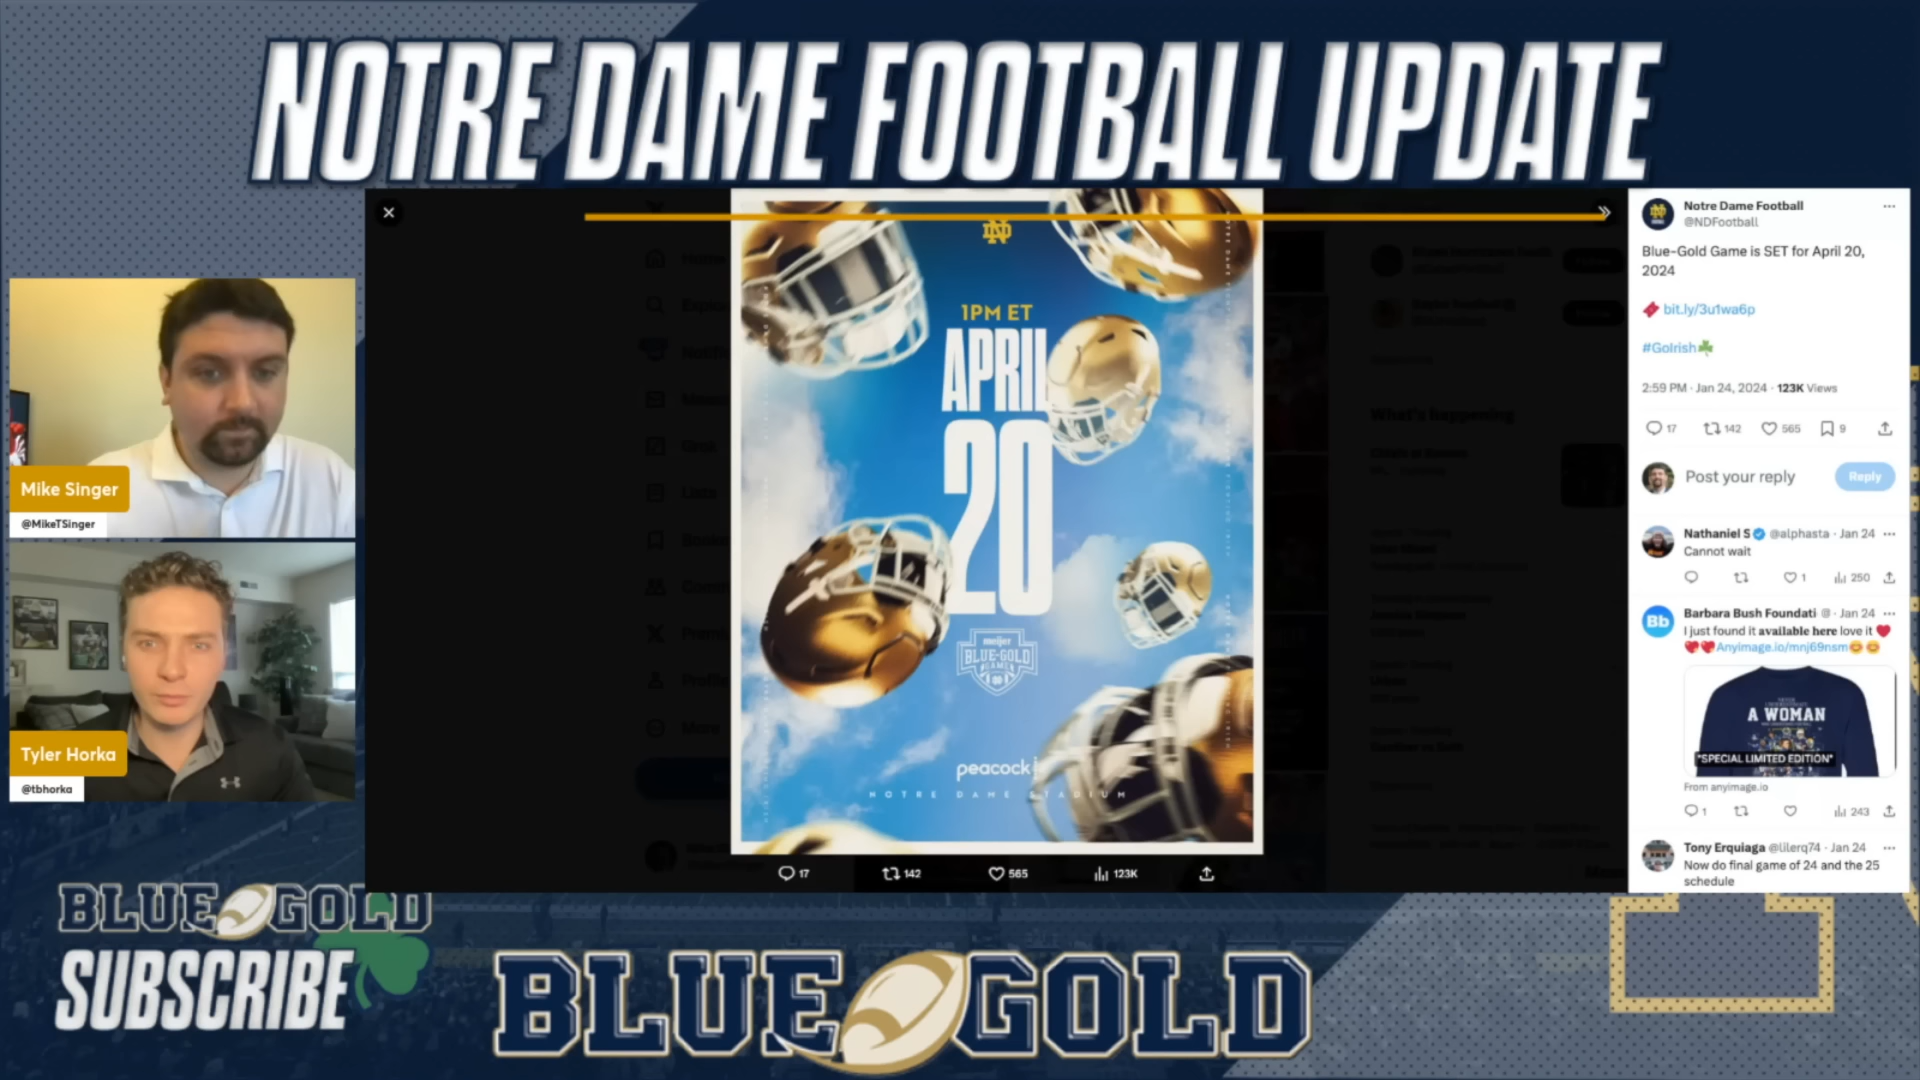 NOTRE DAME FOOTBALL UPDATE
Mike Singer
@MikeTSinger
Tyler Horka
@tbhorka
1PM ET
APRIL
20
meijer
BLUE-GOLD
GAME
peacock
NOTRE DAME STADIUM
17
142
565
123K
Notre Dame Football
@NDFootball
Blue-Gold Game is SET for April 20,
2024
bit.ly/3u1wa6p
#GoIrish☘️
2:59 PM · Jan 24, 2024 · 123K Views
17
142
565
9
Post your reply
Reply
Nathaniel S @alphasta · Jan 24
Cannot wait
1
250
Barbara Bush Foundati @ · Jan 24
I just found it available here love it ❤️
Anyimage.io/mnj69nsm
A WOMAN
"SPECIAL LIMITED EDITION"
From anyimage.io
1
243
Tony Erquiaga @lilerq74 · Jan 24
Now do final game of 24 and the 25
schedule
What's happening
BLUE GOLD
SUBSCRIBE
BLUE GOLD